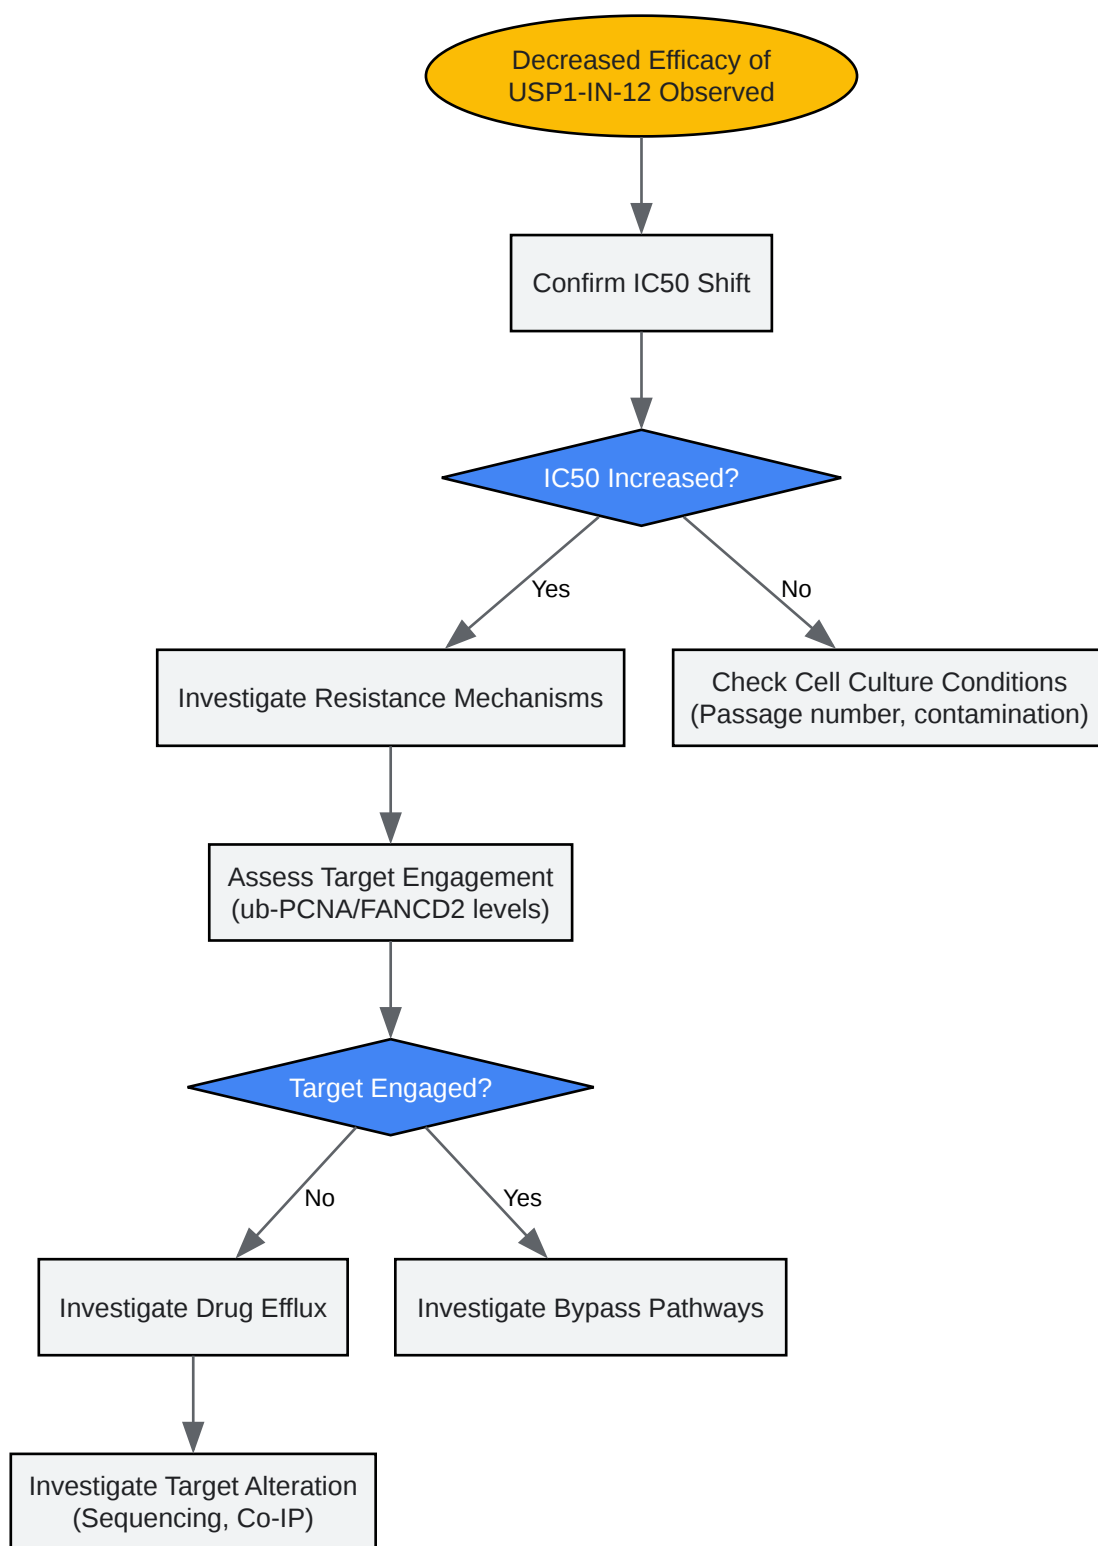 Decreased Efficacy of
USP1-IN-12 Observed
Confirm IC50 Shift
IC50 Increased?
Yes
No
Investigate Resistance Mechanisms
Check Cell Culture Conditions
(Passage number, contamination)
Assess Target Engagement
(ub-PCNA/FANCD2 levels)
Target Engaged?
No
Yes
Investigate Drug Efflux
Investigate Bypass Pathways
Investigate Target Alteration
(Sequencing, Co-IP)